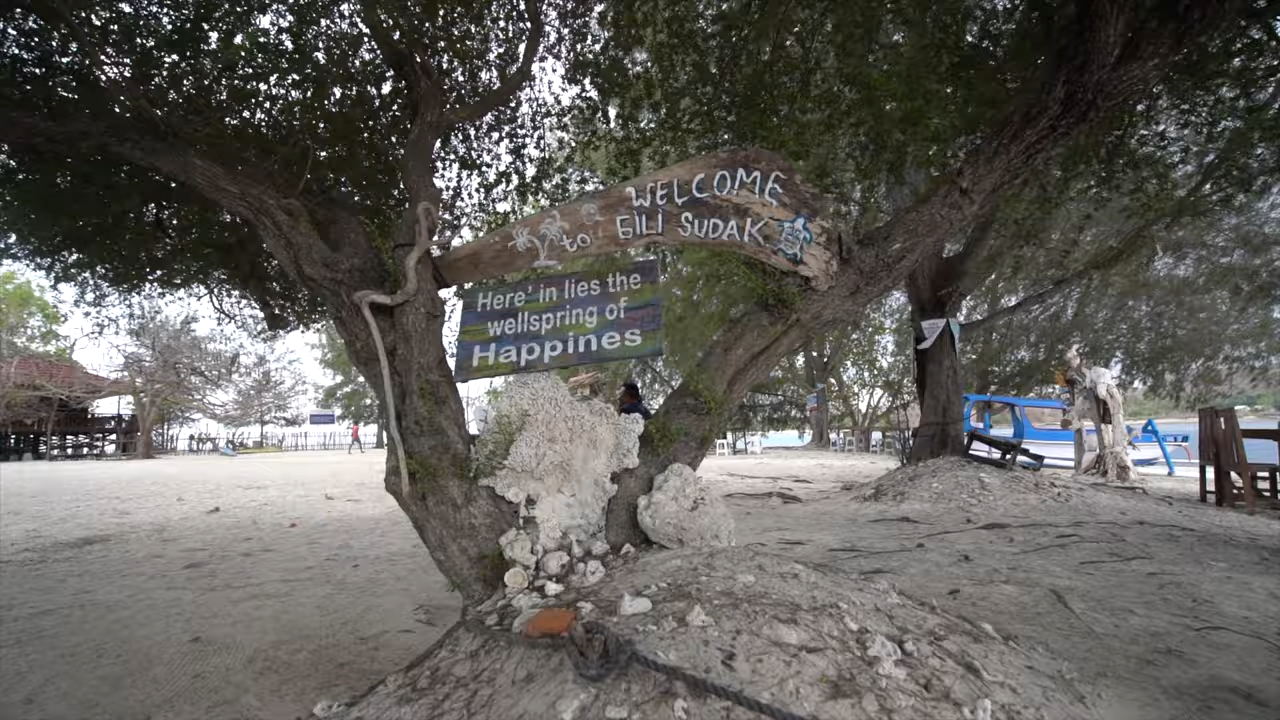 WELCOME
to GILI SUDAK
Here' in lies the
wellspring of
Happines